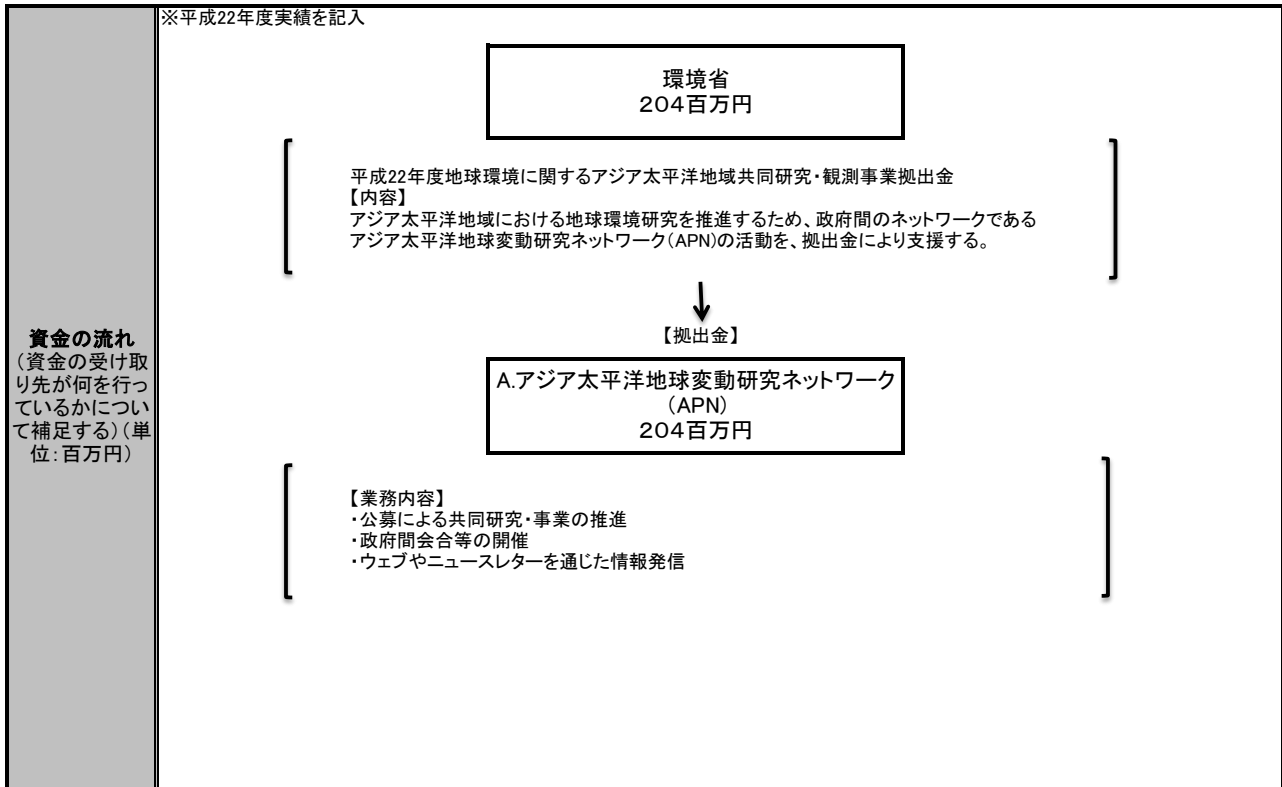 ※平成22年度実績を記入
環境省
204百万円
平成22年度地球環境に関するアジア太平洋地域共同研究・観測事業拠出金
【内容】
アジア太平洋地域における地球環境研究を推進するため、政府間のネットワークである
アジア太平洋地球変動研究ネットワーク(APN)の活動を、拠出金により支援する。
【拠出金】
資金の流れ
(資金の受け取
り先が何を行っ
ているかについ
て補足する)(単
位:百万円)
A.アジア太平洋地球変動研究ネットワーク
(APN)
204百万円
【業務内容】
・公募による共同研究・事業の推進
・政府間会合等の開催
・ウェブやニュースレターを通じた情報発信